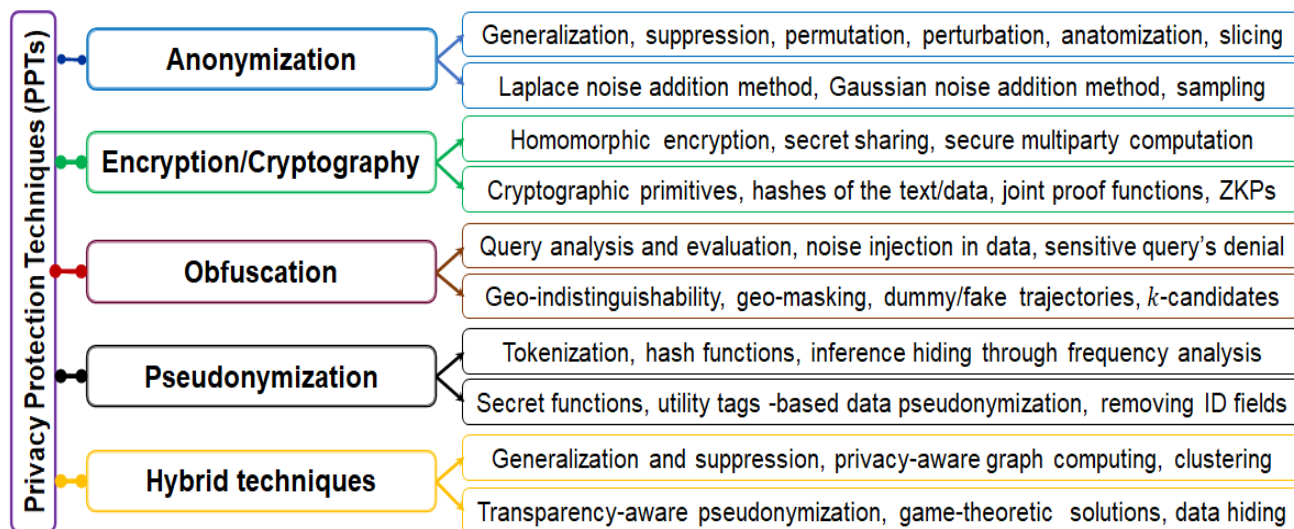 Privacy Protection Techniques (PPTs)
Anonymization
Generalization, suppression, permutation, perturbation, anatomization, slicing
Laplace noise addition method, Gaussian noise addition method, sampling
Encryption/Cryptography
Homomorphic encryption, secret sharing, secure multiparty computation
Cryptographic primitives, hashes of the text/data, joint proof functions, ZKPs
Obfuscation
Query analysis and evaluation, noise injection in data, sensitive query's denial
Geo-indistinguishability, geo-masking, dummy/fake trajectories, k-candidates
Pseudonymization
Tokenization, hash functions, inference hiding through frequency analysis
Secret functions, utility tags -based data pseudonymization, removing ID fields
Hybrid techniques
Generalization and suppression, privacy-aware graph computing, clustering
Transparency-aware pseudonymization, game-theoretic solutions, data hiding